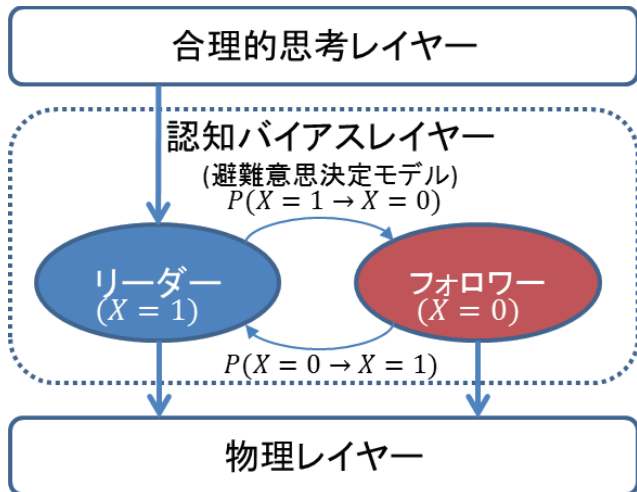 合理的思考レイヤー
認知バイアスレイヤー
(避難意思決定モデル)
P(X = 1 → X = 0)
リーダー
(X = 1)
フォロワー
(X = 0)
P(X = 0 → X = 1)
物理レイヤー